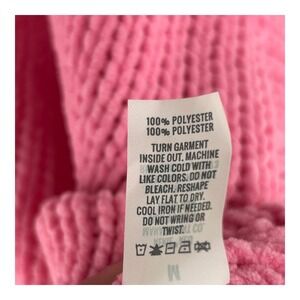 100% POLYESTER
100% POLYESTER
TURN GARMENT
INSIDE OUT. MACHINE
WASH COLD WITH
LIKE COLORS. DO NOT
BLEACH. RESHAPE
LAY FLAT TO DRY.
COOL IRON IF NEEDED.
DO NOT WRING OR
TWIST.
M